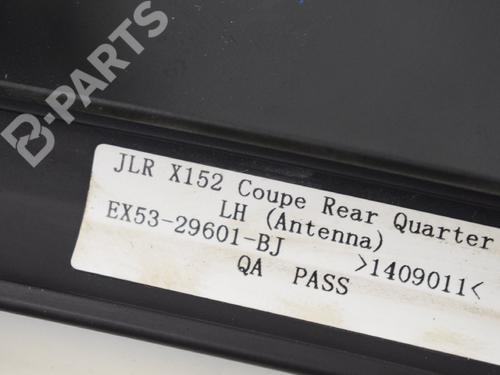 B-PARTS
JLR X152 Coupe Rear Quarter
LH (Antenna)
EX53-29601-BJ >1409011<
QA PASS